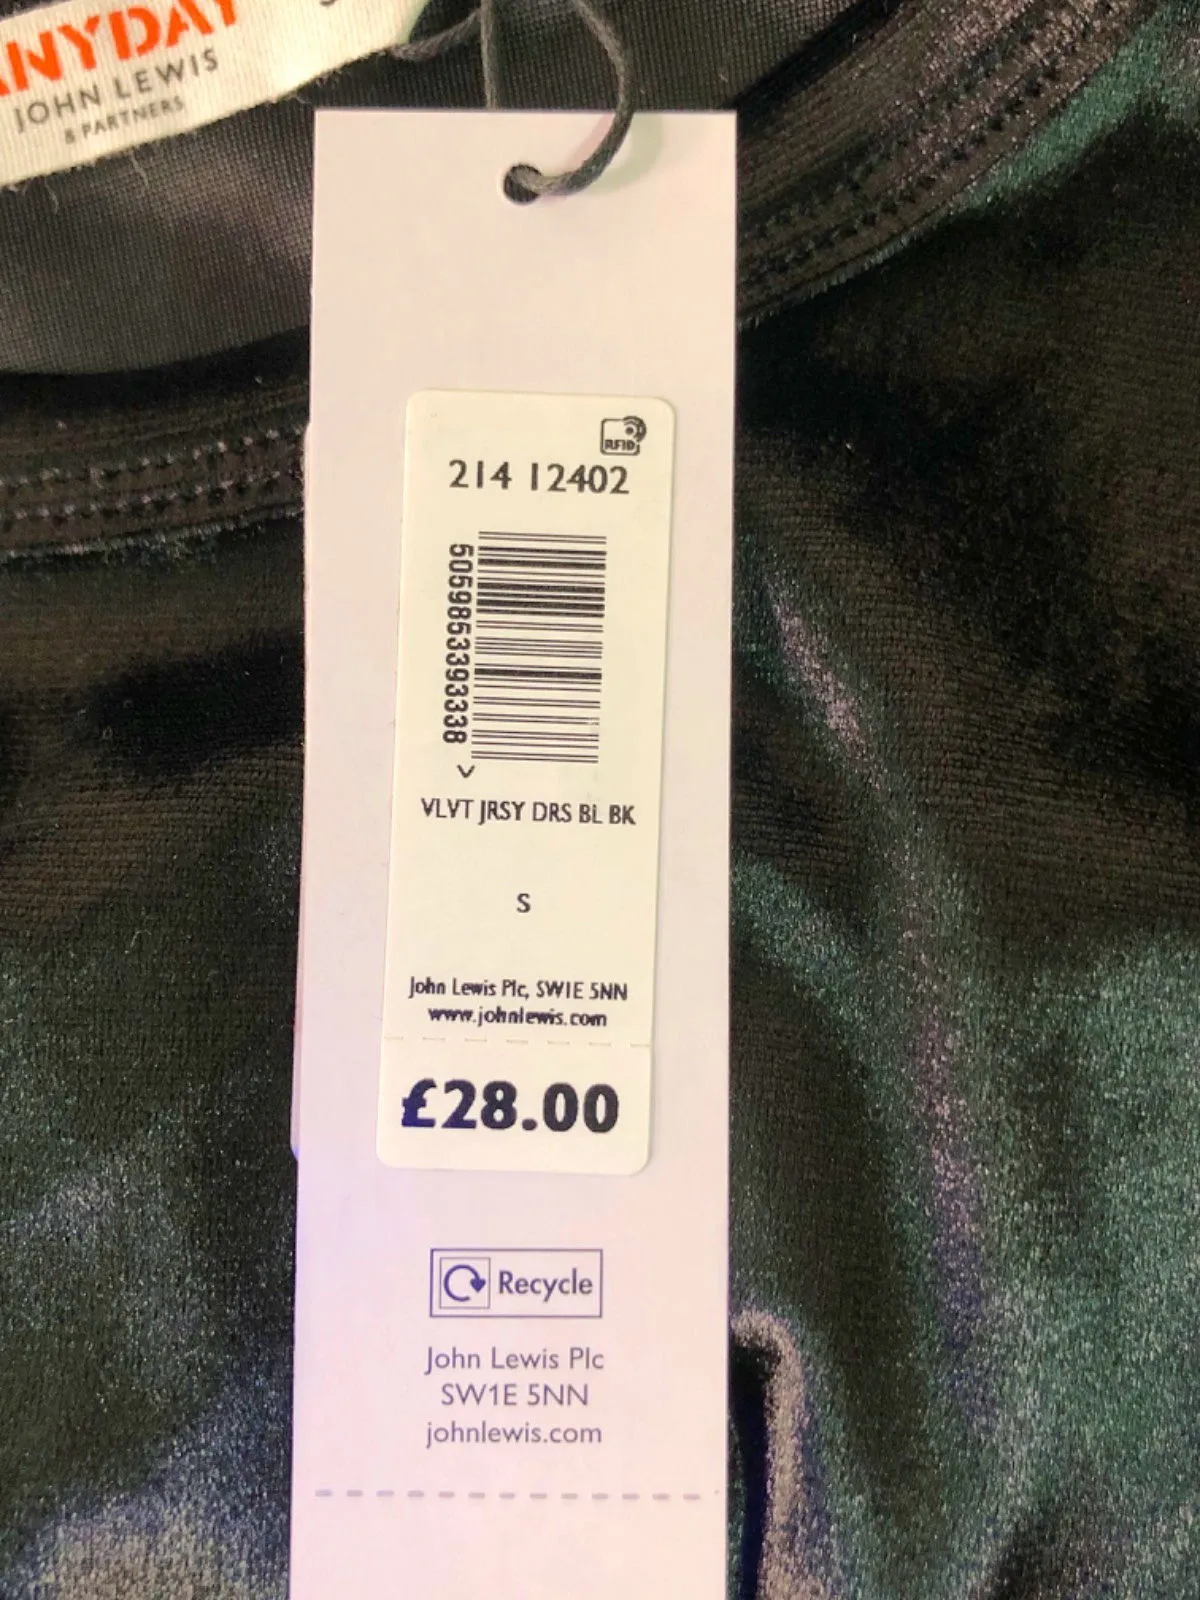 ANYDAY
JOHN LEWIS
& PARTNERS
RFID
214 12402
5059853393338 >
VLVT JRSY DRS BL BK
S
John Lewis Plc, SW1E 5NN
www.johnlewis.com
£28.00
Recycle
John Lewis Plc
SW1E 5NN
johnlewis.com